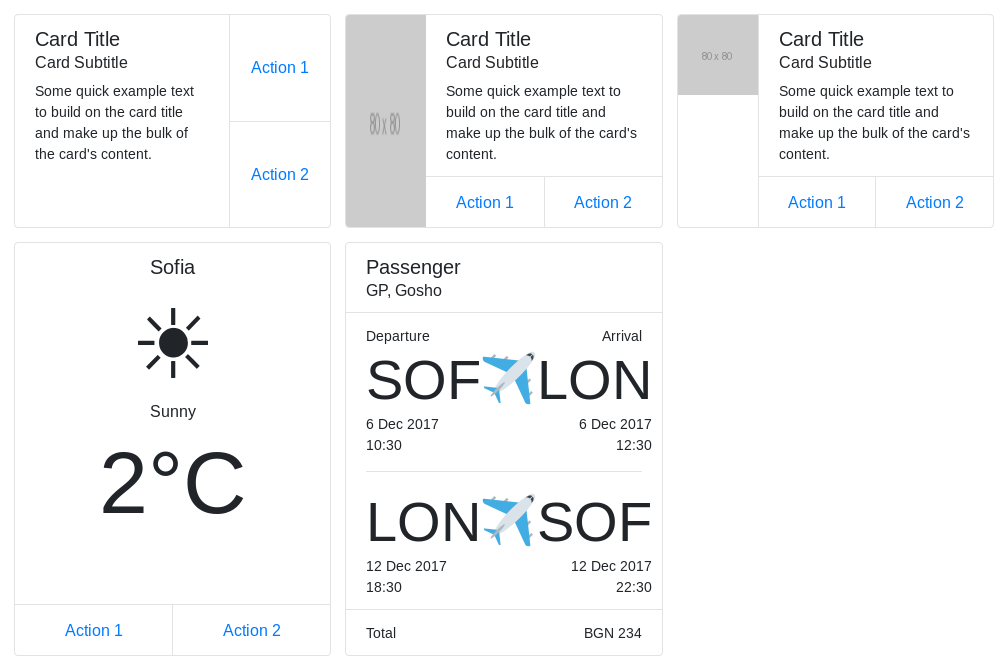 Card Title
Card Subtitle
Some quick example text
to build on the card title
and make up the bulk of
the card's content.
Action 1
Action 2
80 x 80
Card Title
Card Subtitle
Some quick example text to
build on the card title and
make up the bulk of the card's
content.
Action 1 Action 2
80 x 80
Card Title
Card Subtitle
Some quick example text to
build on the card title and
make up the bulk of the card's
content.
Action 1 Action 2
Sofia
Sunny
2°C
Action 1 Action 2
Passenger
GP, Gosho
Departure Arrival
SOF✈️LON
6 Dec 2017 6 Dec 2017
10:30 12:30
LON✈️SOF
12 Dec 2017 12 Dec 2017
18:30 22:30
Total BGN 234